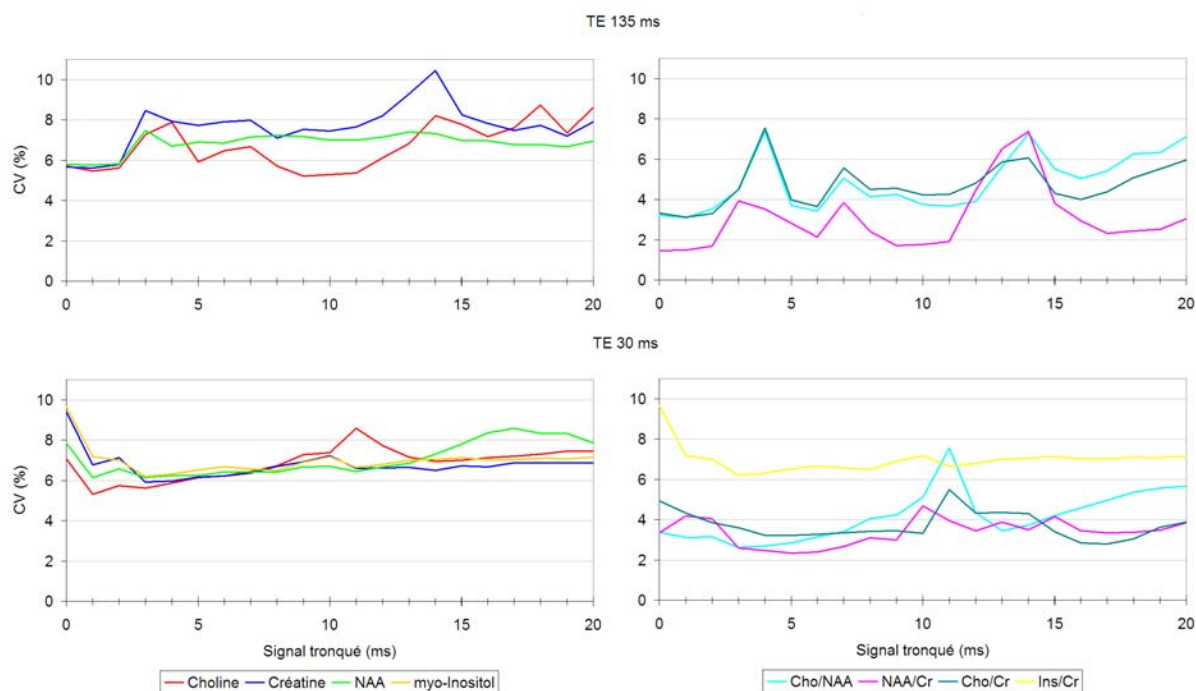 TE 135 ms
CV (%)
10
8
6
4
2
0
0 5 10 15 20
10
8
6
4
2
0
0 5 10 15 20
TE 30 ms
CV (%)
10
8
6
4
2
0
0 5 10 15 20
Signal tronqué (ms)
Choline Créatine NAA myo-Inositol
10
8
6
4
2
0
0 5 10 15 20
Signal tronqué (ms)
Cho/NAA NAA/Cr Cho/Cr Ins/Cr